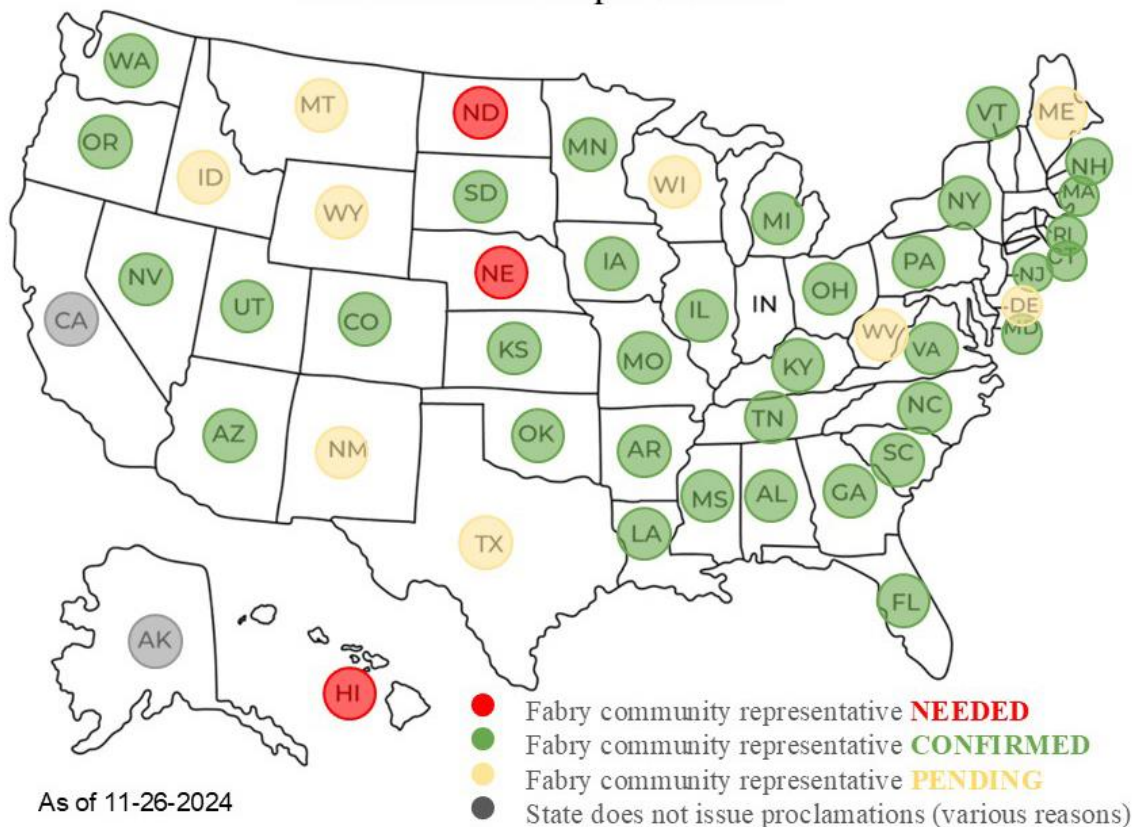 WA
MT
ND
MN
VT
ME
OR
ID
WY
SD
WI
MI
NY
NH
MA
RI
CT
NV
UT
CO
NE
IA
IL
IN
OH
PA
NJ
DE
MD
CA
KS
MO
KY
WV
VA
AZ
NM
OK
AR
TN
NC
SC
TX
LA
MS
AL
GA
FL
AK
HI
Fabry community representative NEEDED
Fabry community representative CONFIRMED
Fabry community representative PENDING
State does not issue proclamations (various reasons)
As of 11-26-2024